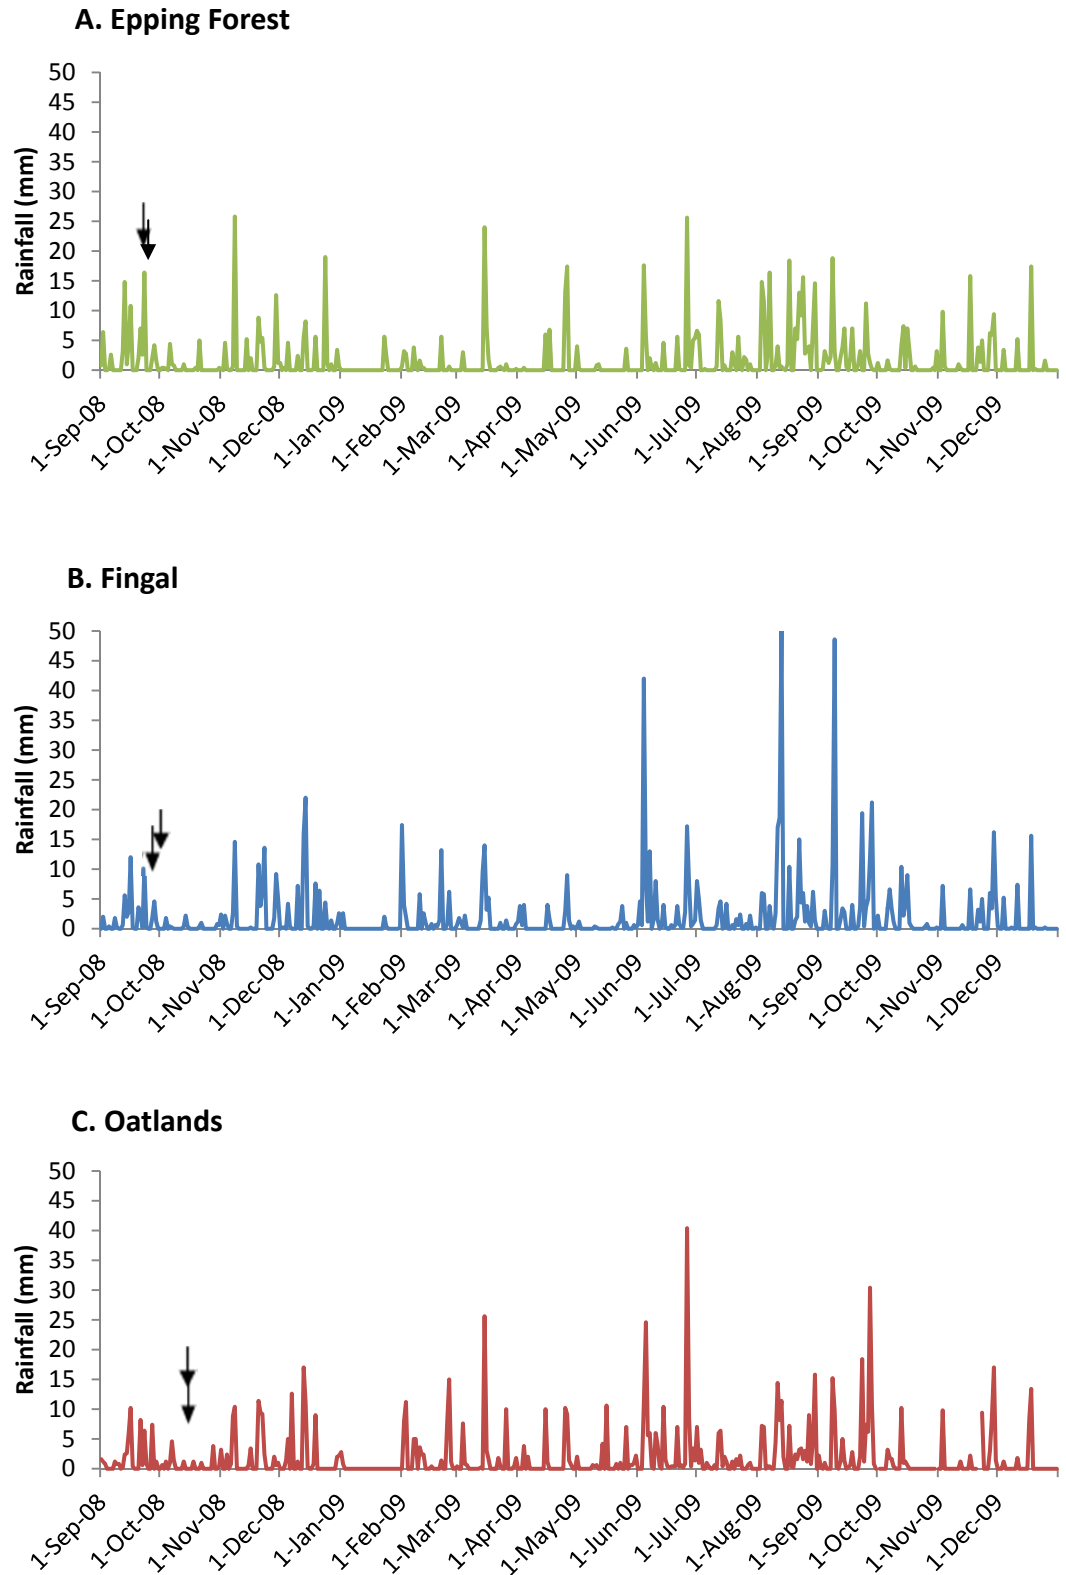 A. Epping Forest
50
45
40
35
30
25
20
15
10
5
0
Rainfall (mm)
1-Sep-08
1-Oct-08
1-Nov-08
1-Dec-08
1-Jan-09
1-Feb-09
1-Mar-09
1-Apr-09
1-May-09
1-Jun-09
1-Jul-09
1-Aug-09
1-Sep-09
1-Oct-09
1-Nov-09
1-Dec-09
B. Fingal
50
45
40
35
30
25
20
15
10
5
0
Rainfall (mm)
1-Sep-08
1-Oct-08
1-Nov-08
1-Dec-08
1-Jan-09
1-Feb-09
1-Mar-09
1-Apr-09
1-May-09
1-Jun-09
1-Jul-09
1-Aug-09
1-Sep-09
1-Oct-09
1-Nov-09
1-Dec-09
C. Oatlands
50
45
40
35
30
25
20
15
10
5
0
Rainfall (mm)
1-Sep-08
1-Oct-08
1-Nov-08
1-Dec-08
1-Jan-09
1-Feb-09
1-Mar-09
1-Apr-09
1-May-09
1-Jun-09
1-Jul-09
1-Aug-09
1-Sep-09
1-Oct-09
1-Nov-09
1-Dec-09